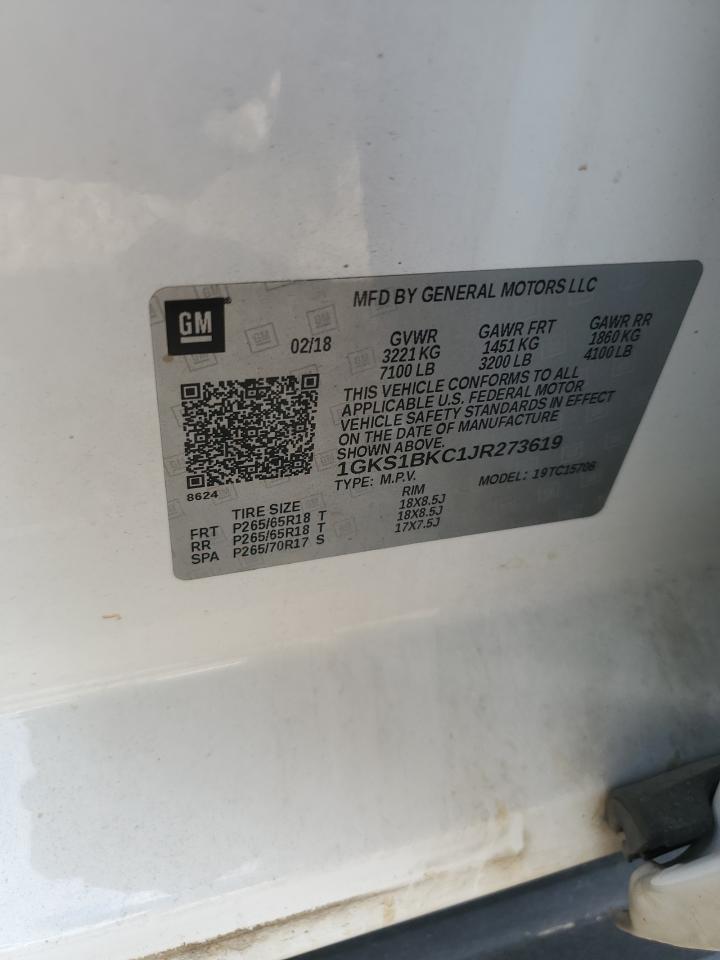 GM
MFD BY GENERAL MOTORS LLC
02/18
GVWR GAWR FRT GAWR RR
3221 KG 1451 KG 1860 KG
7100 LB 3200 LB 4100 LB
THIS VEHICLE CONFORMS TO ALL
APPLICABLE U.S. FEDERAL MOTOR
VEHICLE SAFETY STANDARDS IN EFFECT
ON THE DATE OF MANUFACTURE
SHOWN ABOVE.
1GKS1BKC1JR273619
8624
TYPE: M.P.V. MODEL: 19TC15706
TIRE SIZE RIM
FRT P265/65R18 T 18X8.5J
RR P265/65R18 T 18X8.5J
SPA P265/70R17 S 17X7.5J